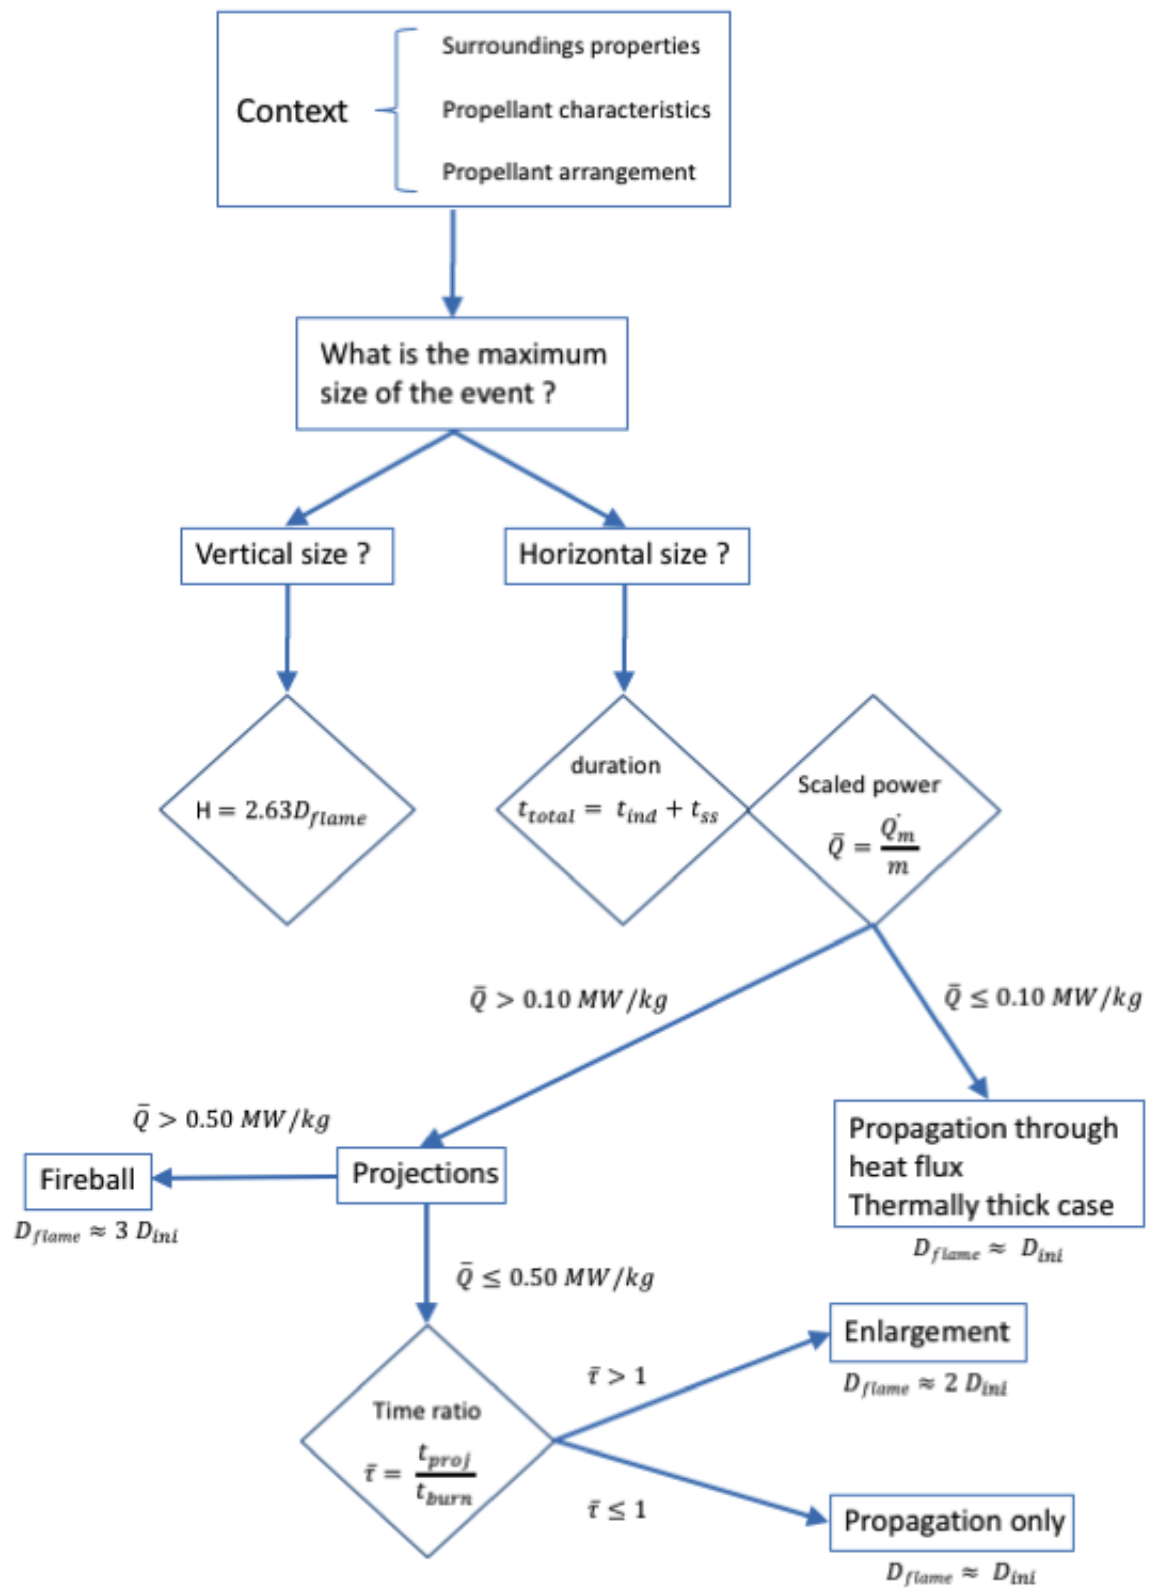 Context
Surroundings properties
Propellant characteristics
Propellant arrangement
What is the maximum
size of the event ?
Vertical size ?
Horizontal size ?
H = 2.63D_flame
duration
t_total = t_ind + t_ss
Scaled power
Q̄ = Q̇_m / m
Q̄ > 0.10 MW/kg
Q̄ ≤ 0.10 MW/kg
Q̄ > 0.50 MW/kg
Fireball
D_flame ≈ 3 D_ini
Projections
Propagation through
heat flux
Thermally thick case
D_flame ≈ D_ini
Q̄ ≤ 0.50 MW/kg
Time ratio
τ̄ = t_proj / t_burn
τ̄ > 1
Enlargement
D_flame ≈ 2 D_ini
τ̄ ≤ 1
Propagation only
D_flame ≈ D_ini